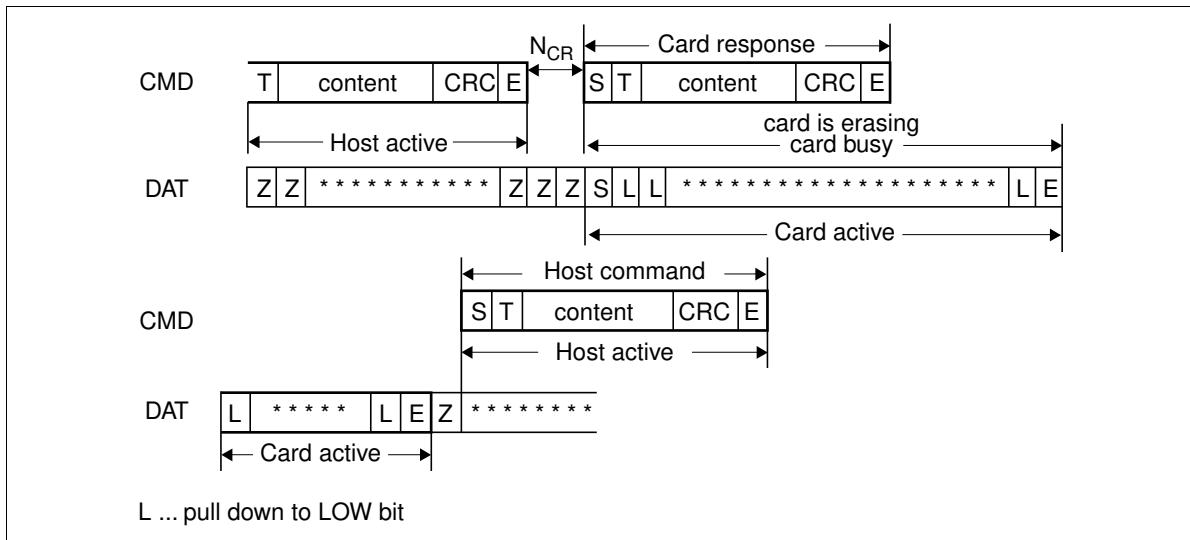 N_CR Card response
CMD T content CRC E S T content CRC E
Host active card is erasing
card busy
DAT Z Z * * * * * * * * * * * Z Z Z S L L * * * * * * * * * * * * * * * * * * * * L E
Card active
Host command
CMD S T content CRC E
Host active
DAT L * * * * * L E Z * * * * * * * *
Card active
L ... pull down to LOW bit